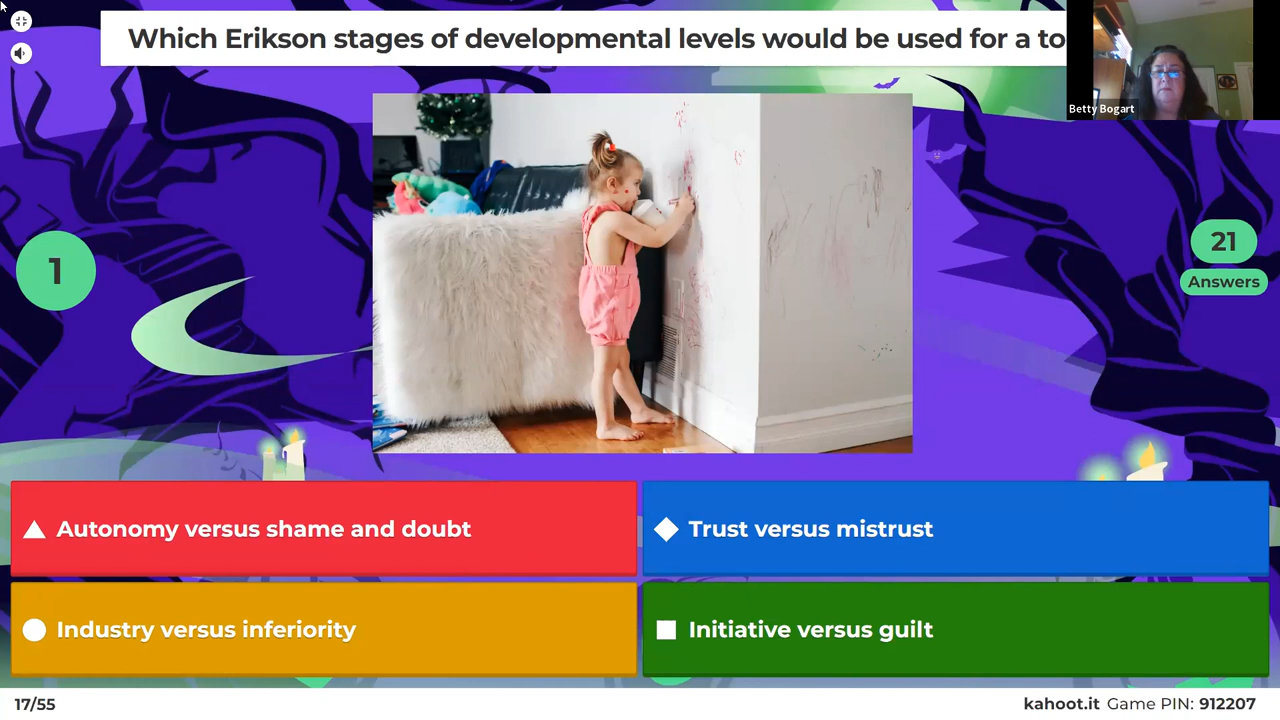 Which Erikson stages of developmental levels would be used for a to
Betty Bogart
1
21
Answers
Autonomy versus shame and doubt
Trust versus mistrust
Industry versus inferiority
Initiative versus guilt
17/55
kahoot.it Game PIN: 912207